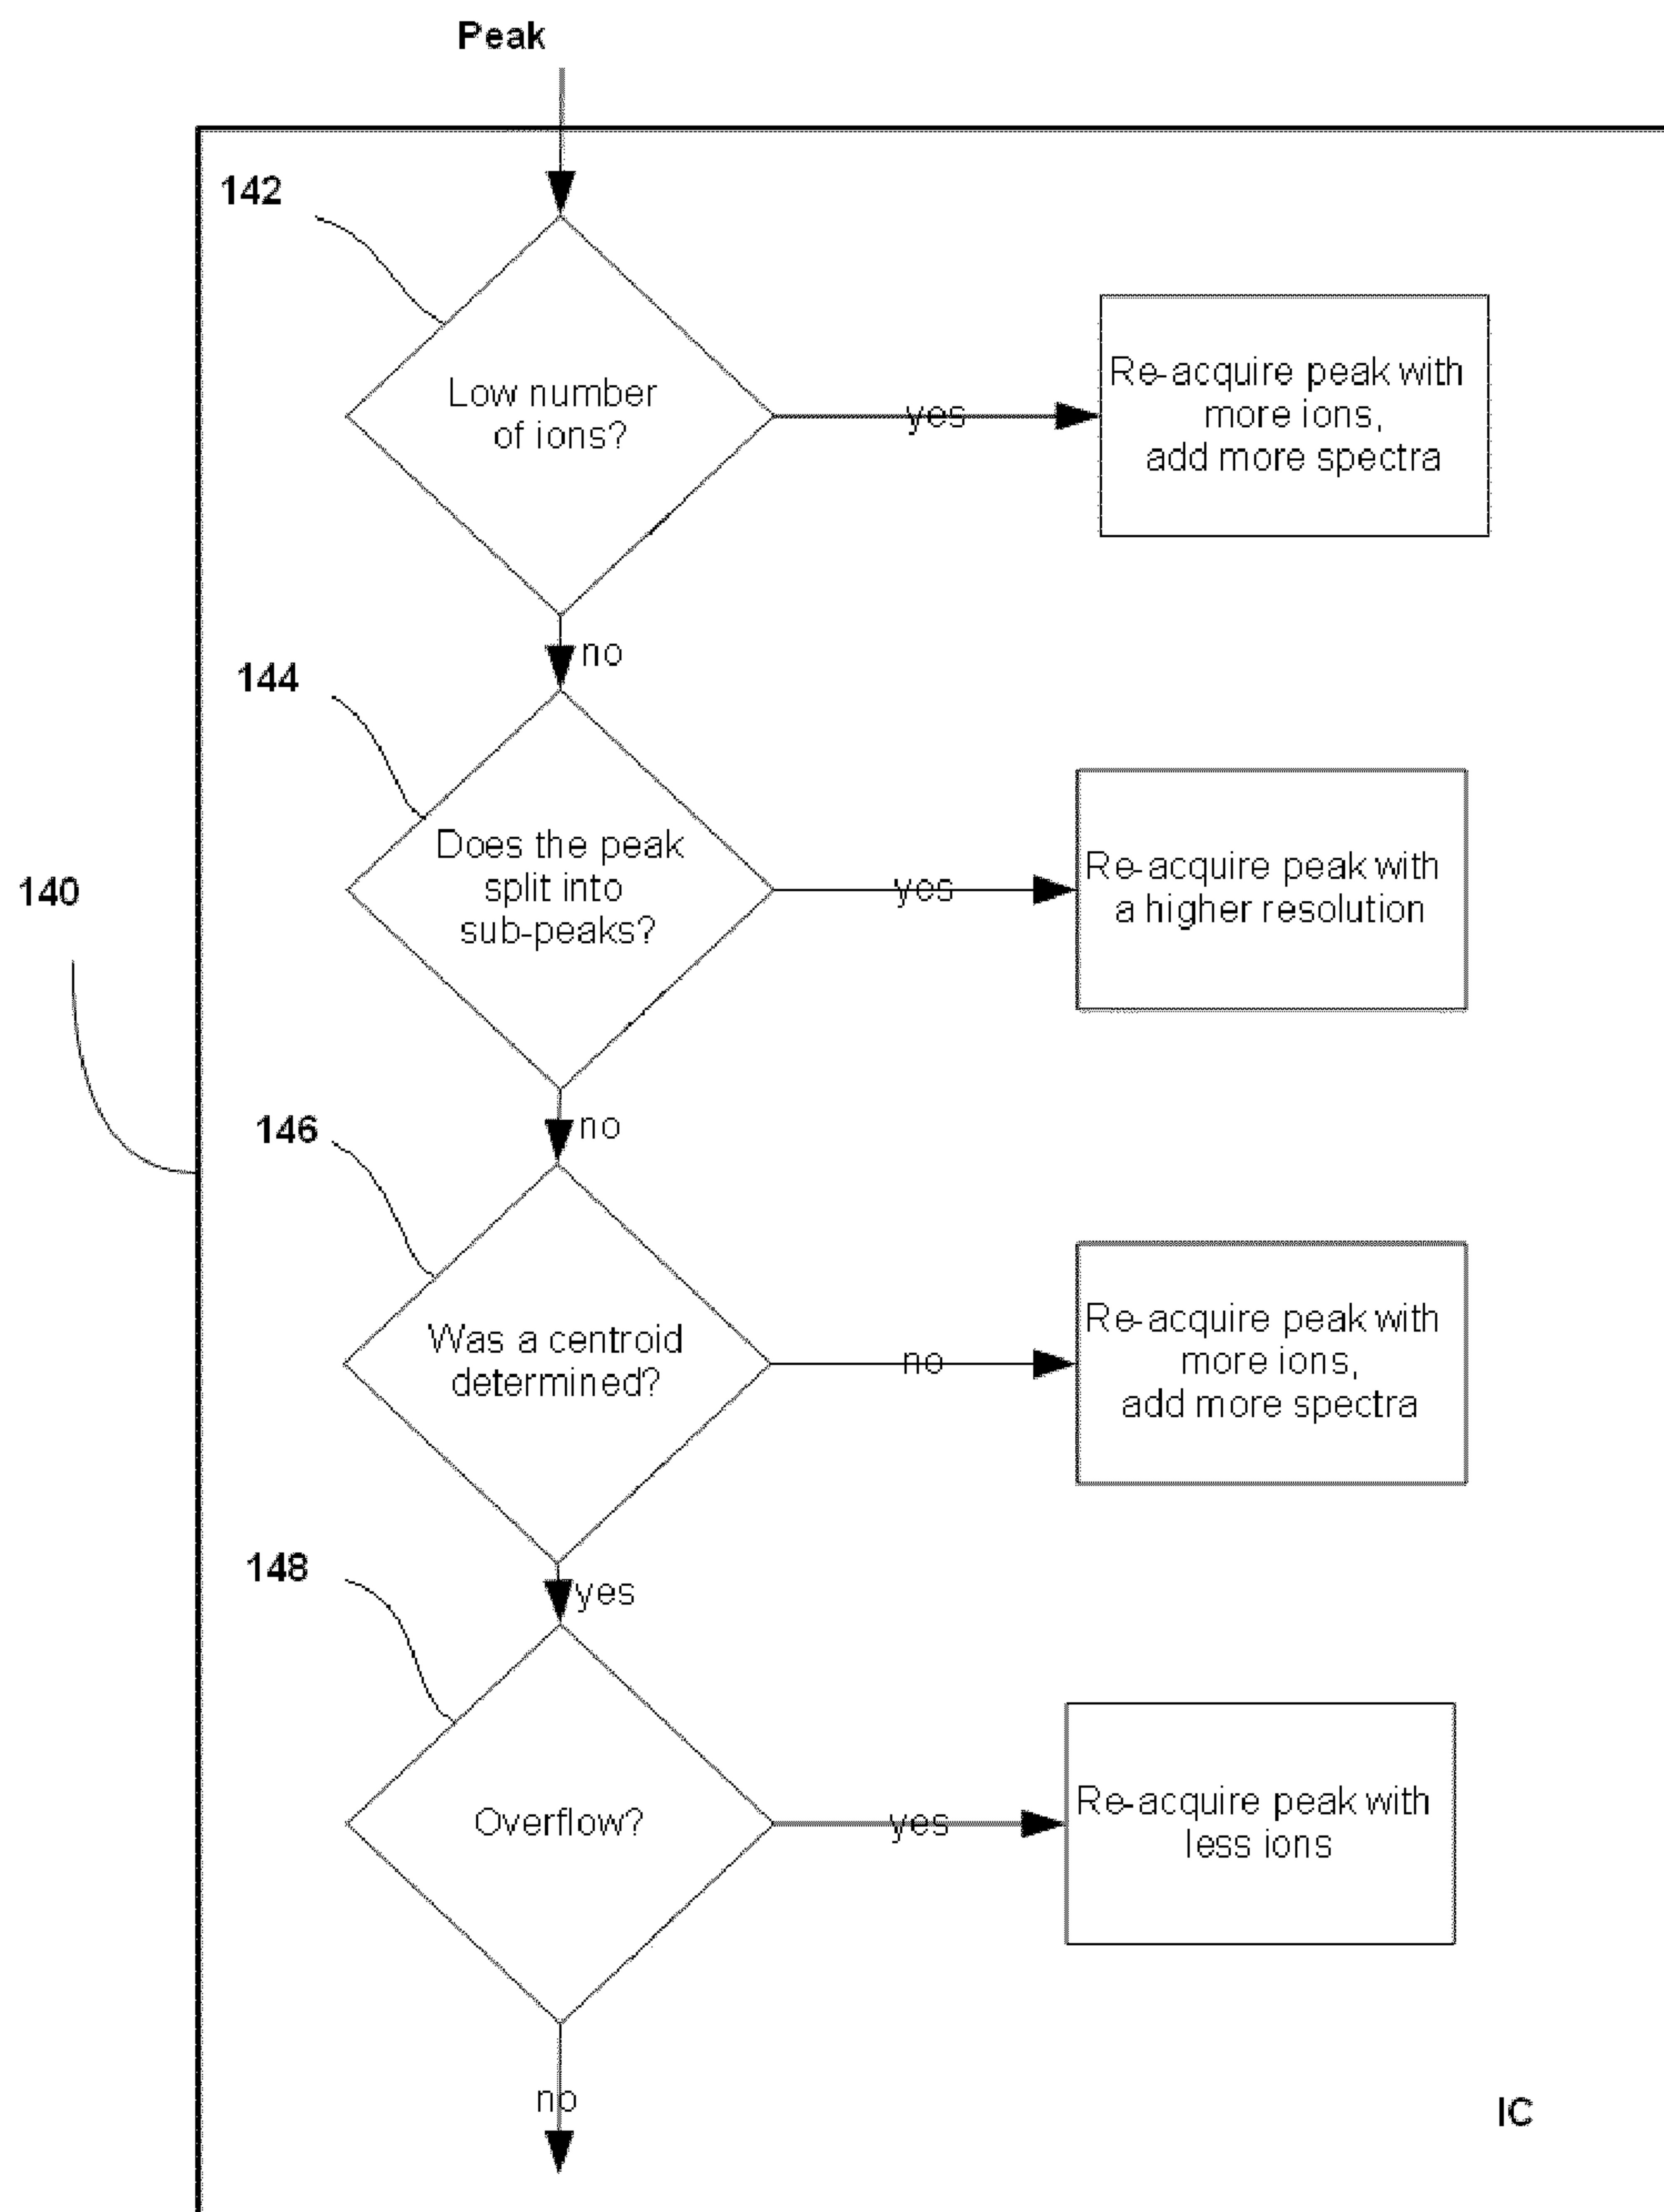 Peak
142
Low number
of ions?
yes
Re-acquire peak with
more ions,
add more spectra
no
144
Does the peak
split into
sub-peaks?
yes
Re-acquire peak with
a higher resolution
140
no
146
Was a centroid
determined?
no
Re-acquire peak with
more ions,
add more spectra
yes
148
Overflow?
yes
Re-acquire peak with
less ions
no
IC